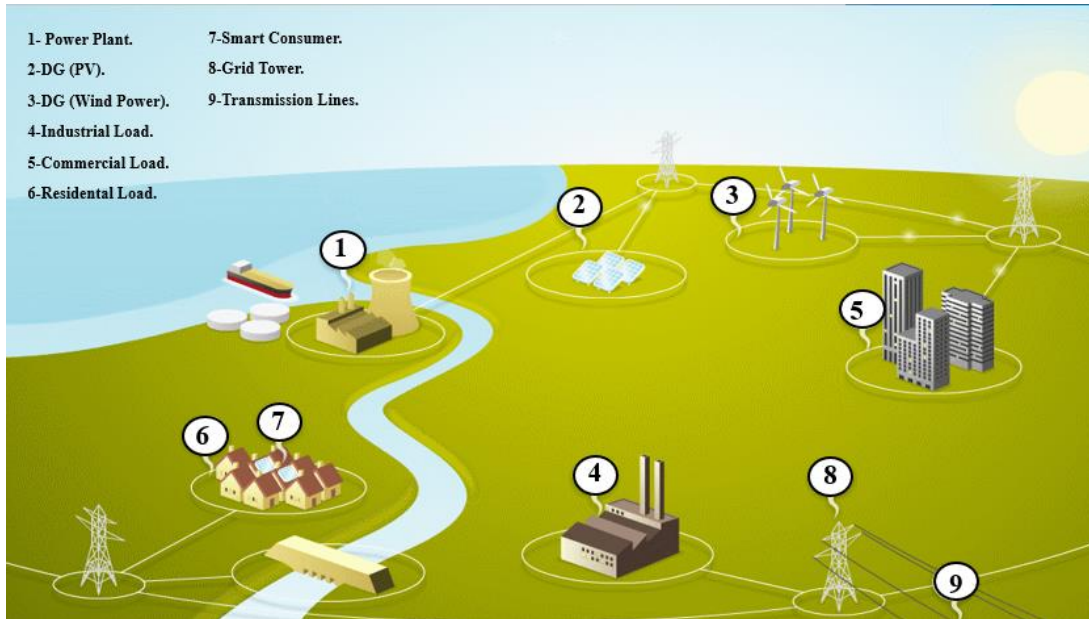 1- Power Plant.
2-DG (PV).
3-DG (Wind Power).
4-Industrial Load.
5-Commercial Load.
6-Residental Load.
7-Smart Consumer.
8-Grid Tower.
9-Transmission Lines.
1
2
3
5
6
7
4
8
9